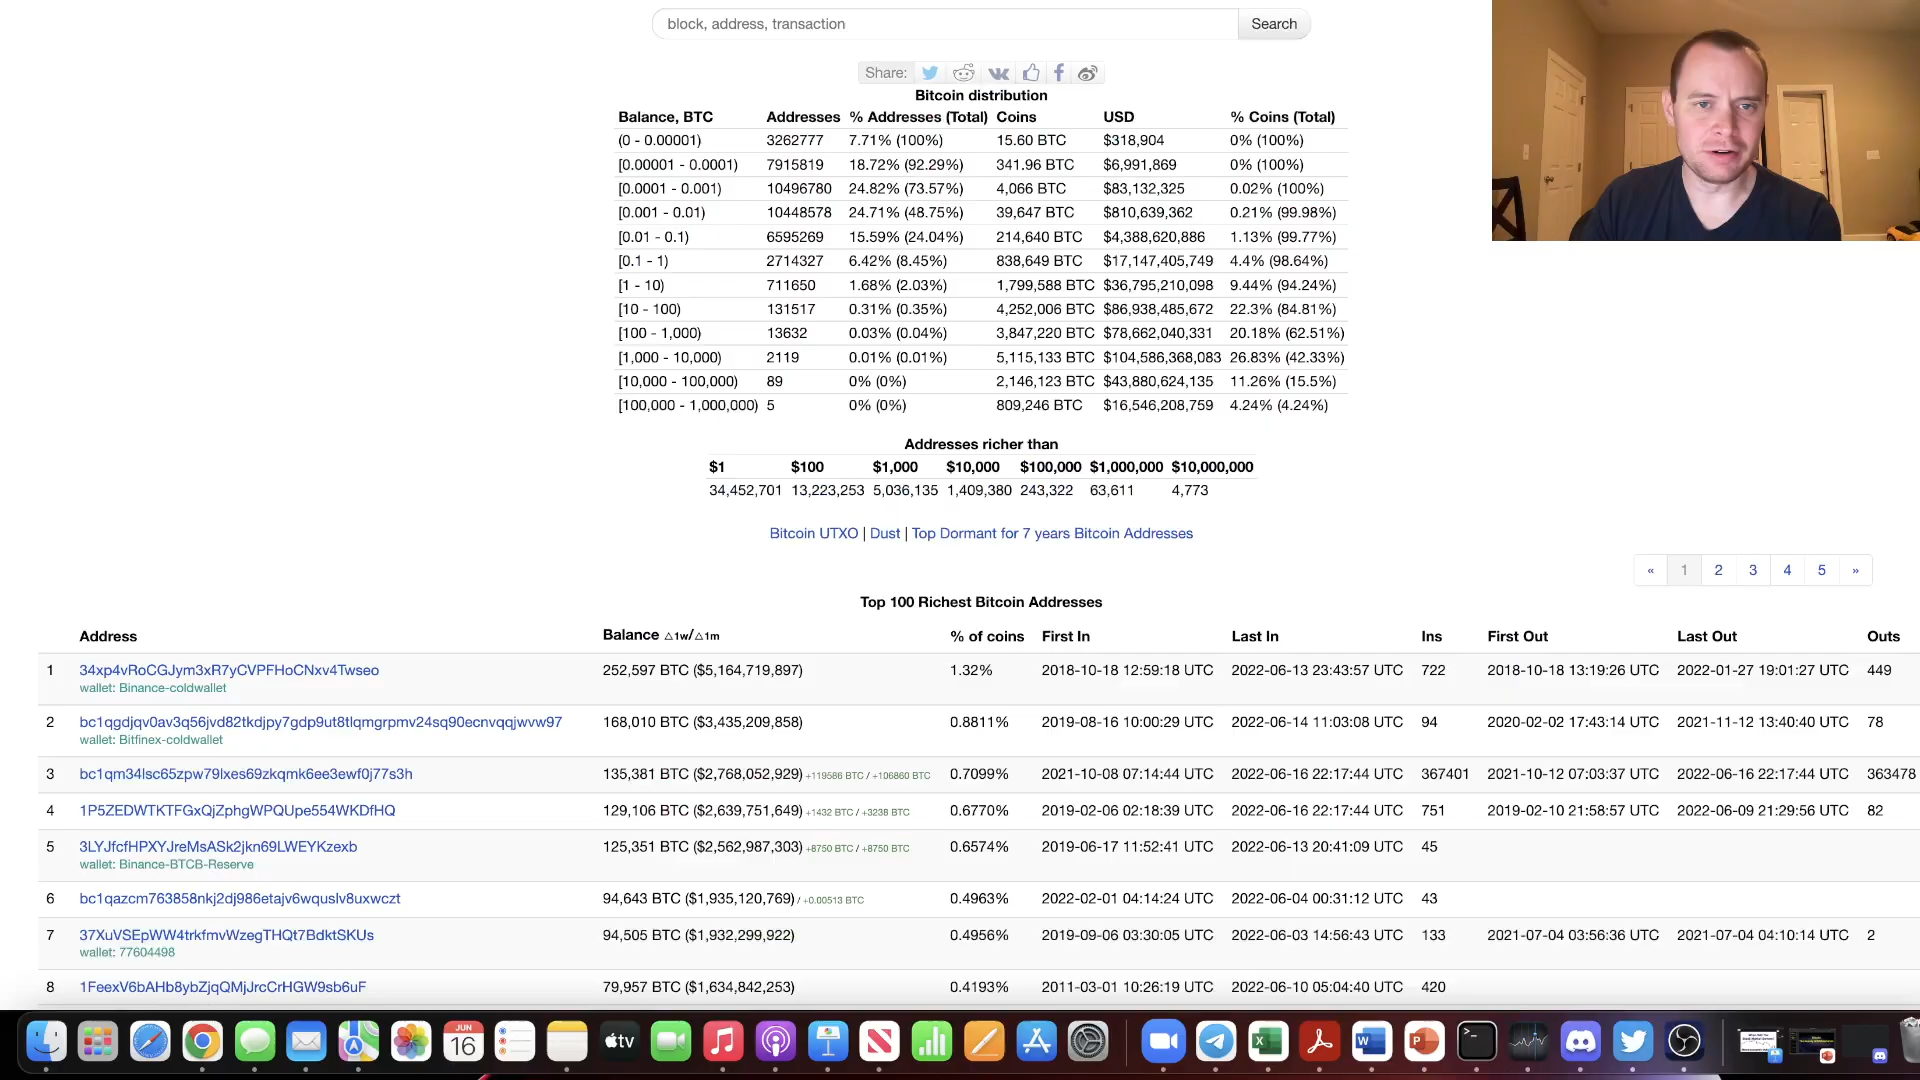 block, address, transaction Search
Share:
Bitcoin distribution
Balance, BTC Addresses % Addresses (Total) Coins USD % Coins (Total)
(0 - 0.00001) 3262777 7.71% (100%) 15.60 BTC $318,904 0% (100%)
[0.00001 - 0.0001) 7915819 18.72% (92.29%) 341.96 BTC $6,991,869 0% (100%)
[0.0001 - 0.001) 10496780 24.82% (73.57%) 4,066 BTC $83,132,325 0.02% (100%)
[0.001 - 0.01) 10448578 24.71% (48.75%) 39,647 BTC $810,639,362 0.21% (99.98%)
[0.01 - 0.1) 6595269 15.59% (24.04%) 214,640 BTC $4,388,620,886 1.13% (99.77%)
[0.1 - 1) 2714327 6.42% (8.45%) 838,649 BTC $17,147,405,749 4.4% (98.64%)
[1 - 10) 711650 1.68% (2.03%) 1,799,588 BTC $36,795,210,098 9.44% (94.24%)
[10 - 100) 131517 0.31% (0.35%) 4,252,006 BTC $86,938,485,672 22.3% (84.81%)
[100 - 1,000) 13632 0.03% (0.04%) 3,847,220 BTC $78,662,040,331 20.18% (62.51%)
[1,000 - 10,000) 2119 0.01% (0.01%) 5,115,133 BTC $104,586,368,083 26.83% (42.33%)
[10,000 - 100,000) 89 0% (0%) 2,146,123 BTC $43,880,624,135 11.26% (15.5%)
[100,000 - 1,000,000) 5 0% (0%) 809,246 BTC $16,546,208,759 4.24% (4.24%)
Addresses richer than
$1 $100 $1,000 $10,000 $100,000 $1,000,000 $10,000,000
34,452,701 13,223,253 5,036,135 1,409,380 243,322 63,611 4,773
Bitcoin UTXO | Dust | Top Dormant for 7 years Bitcoin Addresses
« 1 2 3 4 5 »
Top 100 Richest Bitcoin Addresses
Address Balance △1w/△1m % of coins First In Last In Ins First Out Last Out Outs
1 34xp4vRoCGJym3xR7yCVPFHoCNxv4Twseo 252,597 BTC ($5,164,719,897) 1.32% 2018-10-18 12:59:18 UTC 2022-06-13 23:43:57 UTC 722 2018-10-18 13:19:26 UTC 2022-01-27 19:01:27 UTC 449
wallet: Binance-coldwallet
2 bc1qgdjqv0av3q56jvd82tkdjpy7gdp9ut8tlqmgrpmv24sq90ecnvqqjwvw97 168,010 BTC ($3,435,209,858) 0.8811% 2019-08-16 10:00:29 UTC 2022-06-14 11:03:08 UTC 94 2020-02-02 17:43:14 UTC 2021-11-12 13:40:40 UTC 78
wallet: Bitfinex-coldwallet
3 bc1qm34lsc65zpw79lxes69zkqmk6ee3ewf0j77s3h 135,381 BTC ($2,768,052,929) +119586 BTC / +106860 BTC 0.7099% 2021-10-08 07:14:44 UTC 2022-06-16 22:17:44 UTC 367401 2021-10-12 07:03:37 UTC 2022-06-16 22:17:44 UTC 363478
4 1P5ZEDWTKTFGxQjZphgWPQUpe554WKDfHQ 129,106 BTC ($2,639,751,649) +1432 BTC / +3238 BTC 0.6770% 2019-02-06 02:18:39 UTC 2022-06-16 22:17:44 UTC 751 2019-02-10 21:58:57 UTC 2022-06-09 21:29:56 UTC 82
5 3LYJfcfHPXYJreMsASk2jkn69LWEYKzexb 125,351 BTC ($2,562,987,303) +8750 BTC / +8750 BTC 0.6574% 2019-06-17 11:52:41 UTC 2022-06-13 20:41:09 UTC 45
wallet: Binance-BTCB-Reserve
6 bc1qazcm763858nkj2dj986etajv6wquslv8uxwczt 94,643 BTC ($1,935,120,769) / +0.00513 BTC 0.4963% 2022-02-01 04:14:24 UTC 2022-06-04 00:31:12 UTC 43
7 37XuVSEpWW4trkfmvWzegTHQt7BdktSKUs 94,505 BTC ($1,932,299,922) 0.4956% 2019-09-06 03:30:05 UTC 2022-06-03 14:56:43 UTC 133 2021-07-04 03:56:36 UTC 2021-07-04 04:10:14 UTC 2
wallet: 77604498
8 1FeexV6bAHb8ybZjqQMjJrcCrHGW9sb6uF 79,957 BTC ($1,634,842,253) 0.4193% 2011-03-01 10:26:19 UTC 2022-06-10 05:04:40 UTC 420
JUN
16
tv